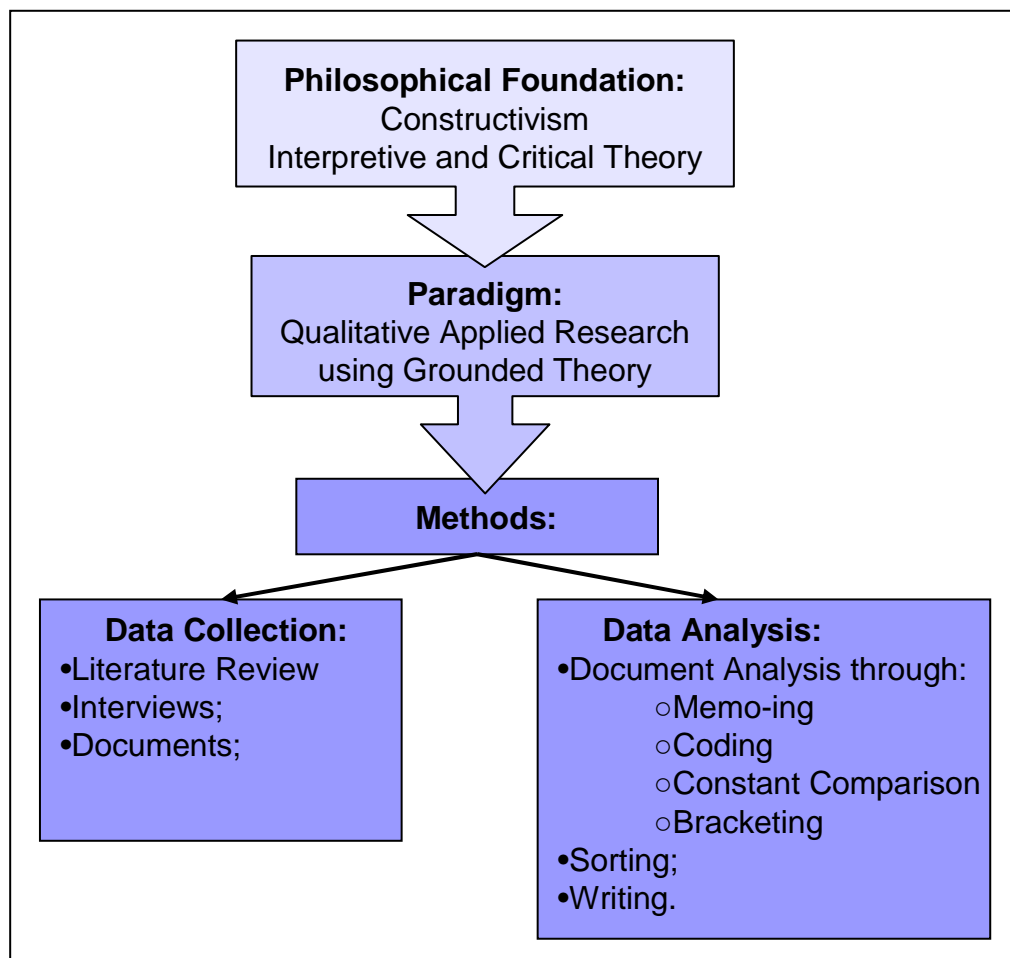 Philosophical Foundation:
Constructivism
Interpretive and Critical Theory
Paradigm:
Qualitative Applied Research
using Grounded Theory
Methods:
Data Collection:
•Literature Review
•Interviews;
•Documents;
Data Analysis:
•Document Analysis through:
○Memo-ing
○Coding
○Constant Comparison
○Bracketing
•Sorting;
•Writing.